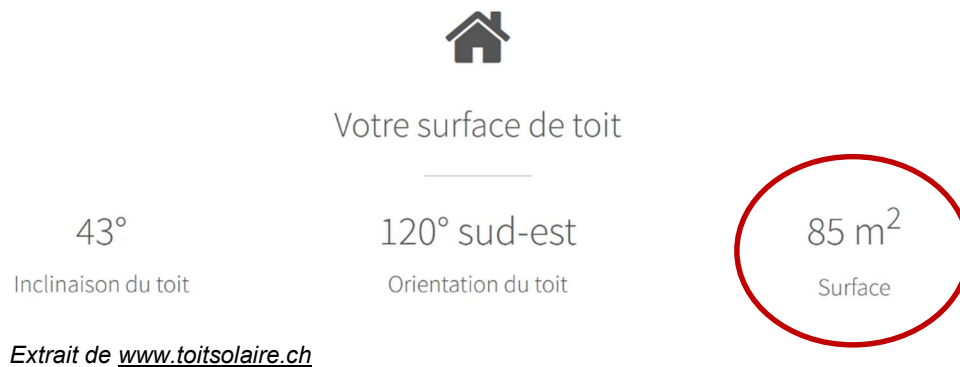 Votre surface de toit
43° 120° sud-est 85 m²
Inclinaison du toit Orientation du toit Surface
Extrait de www.toitsolaire.ch